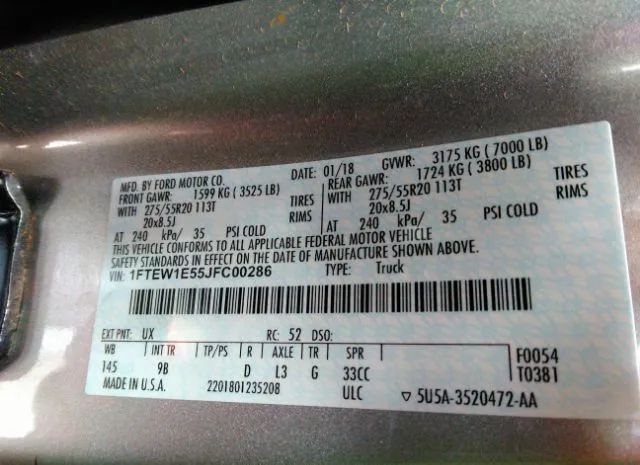 MFD. BY FORD MOTOR CO.
DATE: 01/18 GVWR: 3175 KG ( 7000 LB)
FRONT GAWR: 1599 KG ( 3525 LB) REAR GAWR: 1724 KG ( 3800 LB)
WITH 275/55R20 113T TIRES WITH 275/55R20 113T TIRES
20x8.5J RIMS 20x8.5J RIMS
AT 240 kPa/ 35 PSI COLD AT 240 kPa/ 35 PSI COLD
THIS VEHICLE CONFORMS TO ALL APPLICABLE FEDERAL MOTOR VEHICLE
SAFETY STANDARDS IN EFFECT ON THE DATE OF MANUFACTURE SHOWN ABOVE.
VIN: 1FTEW1E55JFC00286 TYPE: Truck
EXT PNT: UX RC: 52 DSO:
WB INT TR TP/PS R AXLE TR SPR F0054
145 9B D L3 G 33CC T0381
MADE IN U.S.A. 2201801235208 ULC ▽ 5U5A-3520472-AA